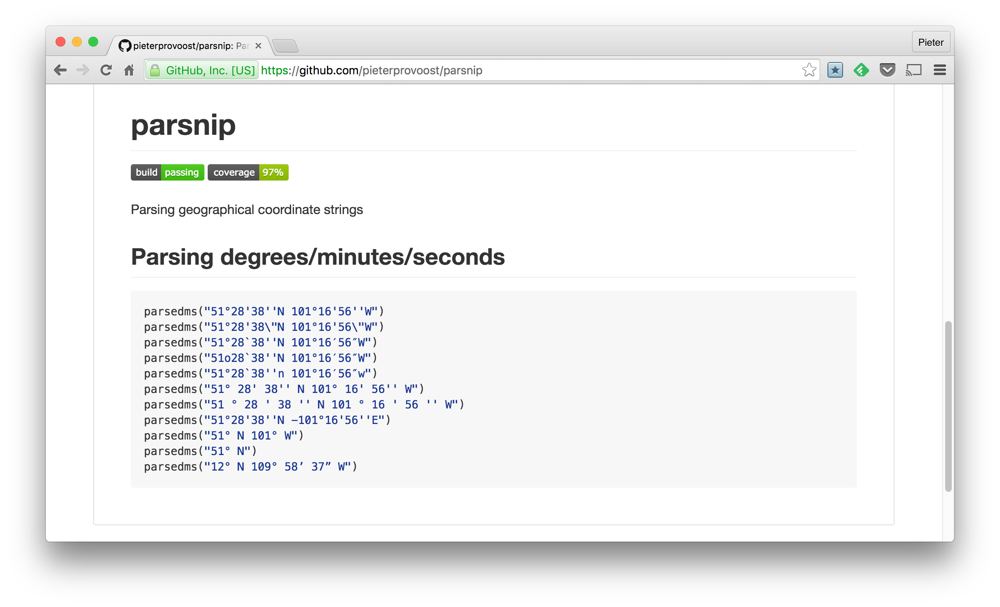 pieterprovoost/parsnip: Par
Pieter
GitHub, Inc. [US] https://github.com/pieterprovoost/parsnip
parsnip
build passing coverage 97%
Parsing geographical coordinate strings
Parsing degrees/minutes/seconds
parsedms("51°28'38''N 101°16'56''W")
parsedms("51°28'38\"N 101°16'56\"W")
parsedms("51°28`38''N 101°16′56″W")
parsedms("51o28`38''N 101°16′56″W")
parsedms("51°28`38''n 101°16′56″w")
parsedms("51° 28' 38'' N 101° 16' 56'' W")
parsedms("51 ° 28 ' 38 '' N 101 ° 16 ' 56 '' W")
parsedms("51°28'38''N -101°16'56''E")
parsedms("51° N 101° W")
parsedms("51° N")
parsedms("12° N 109° 58’ 37” W")